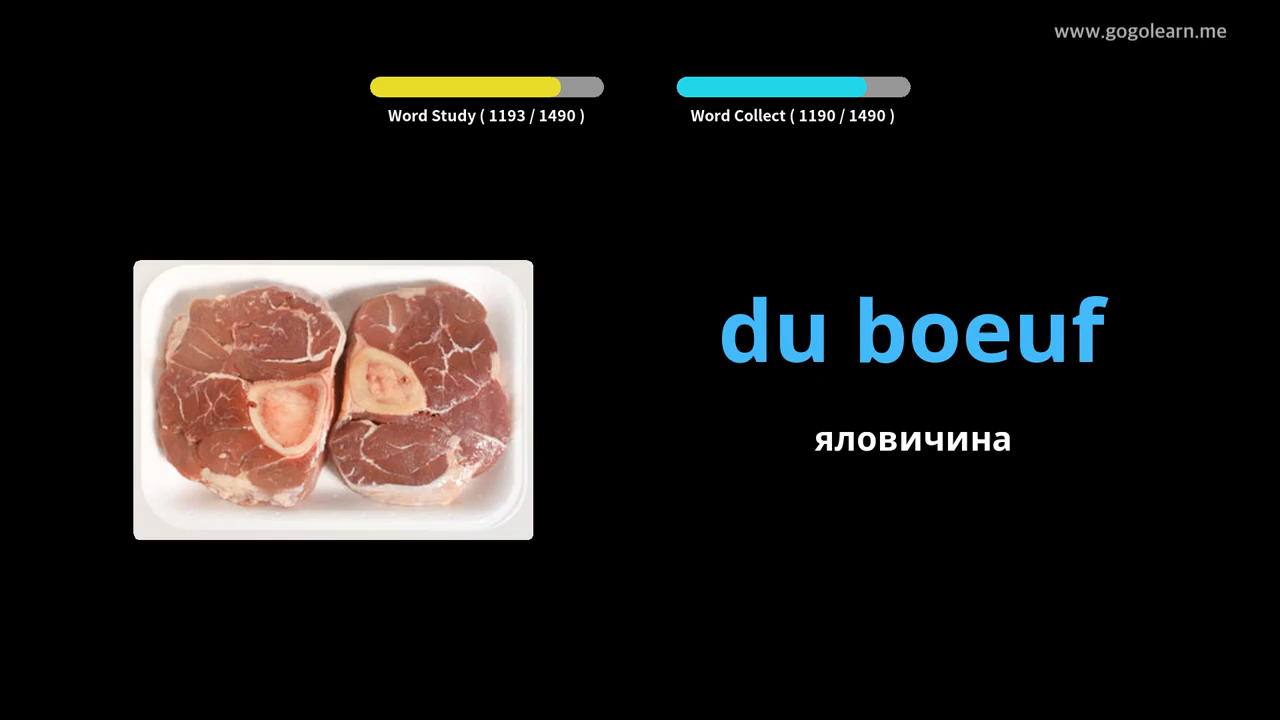 www.gogolearn.me
Word Study ( 1193 / 1490 )
Word Collect ( 1190 / 1490 )
du boeuf
яловичина